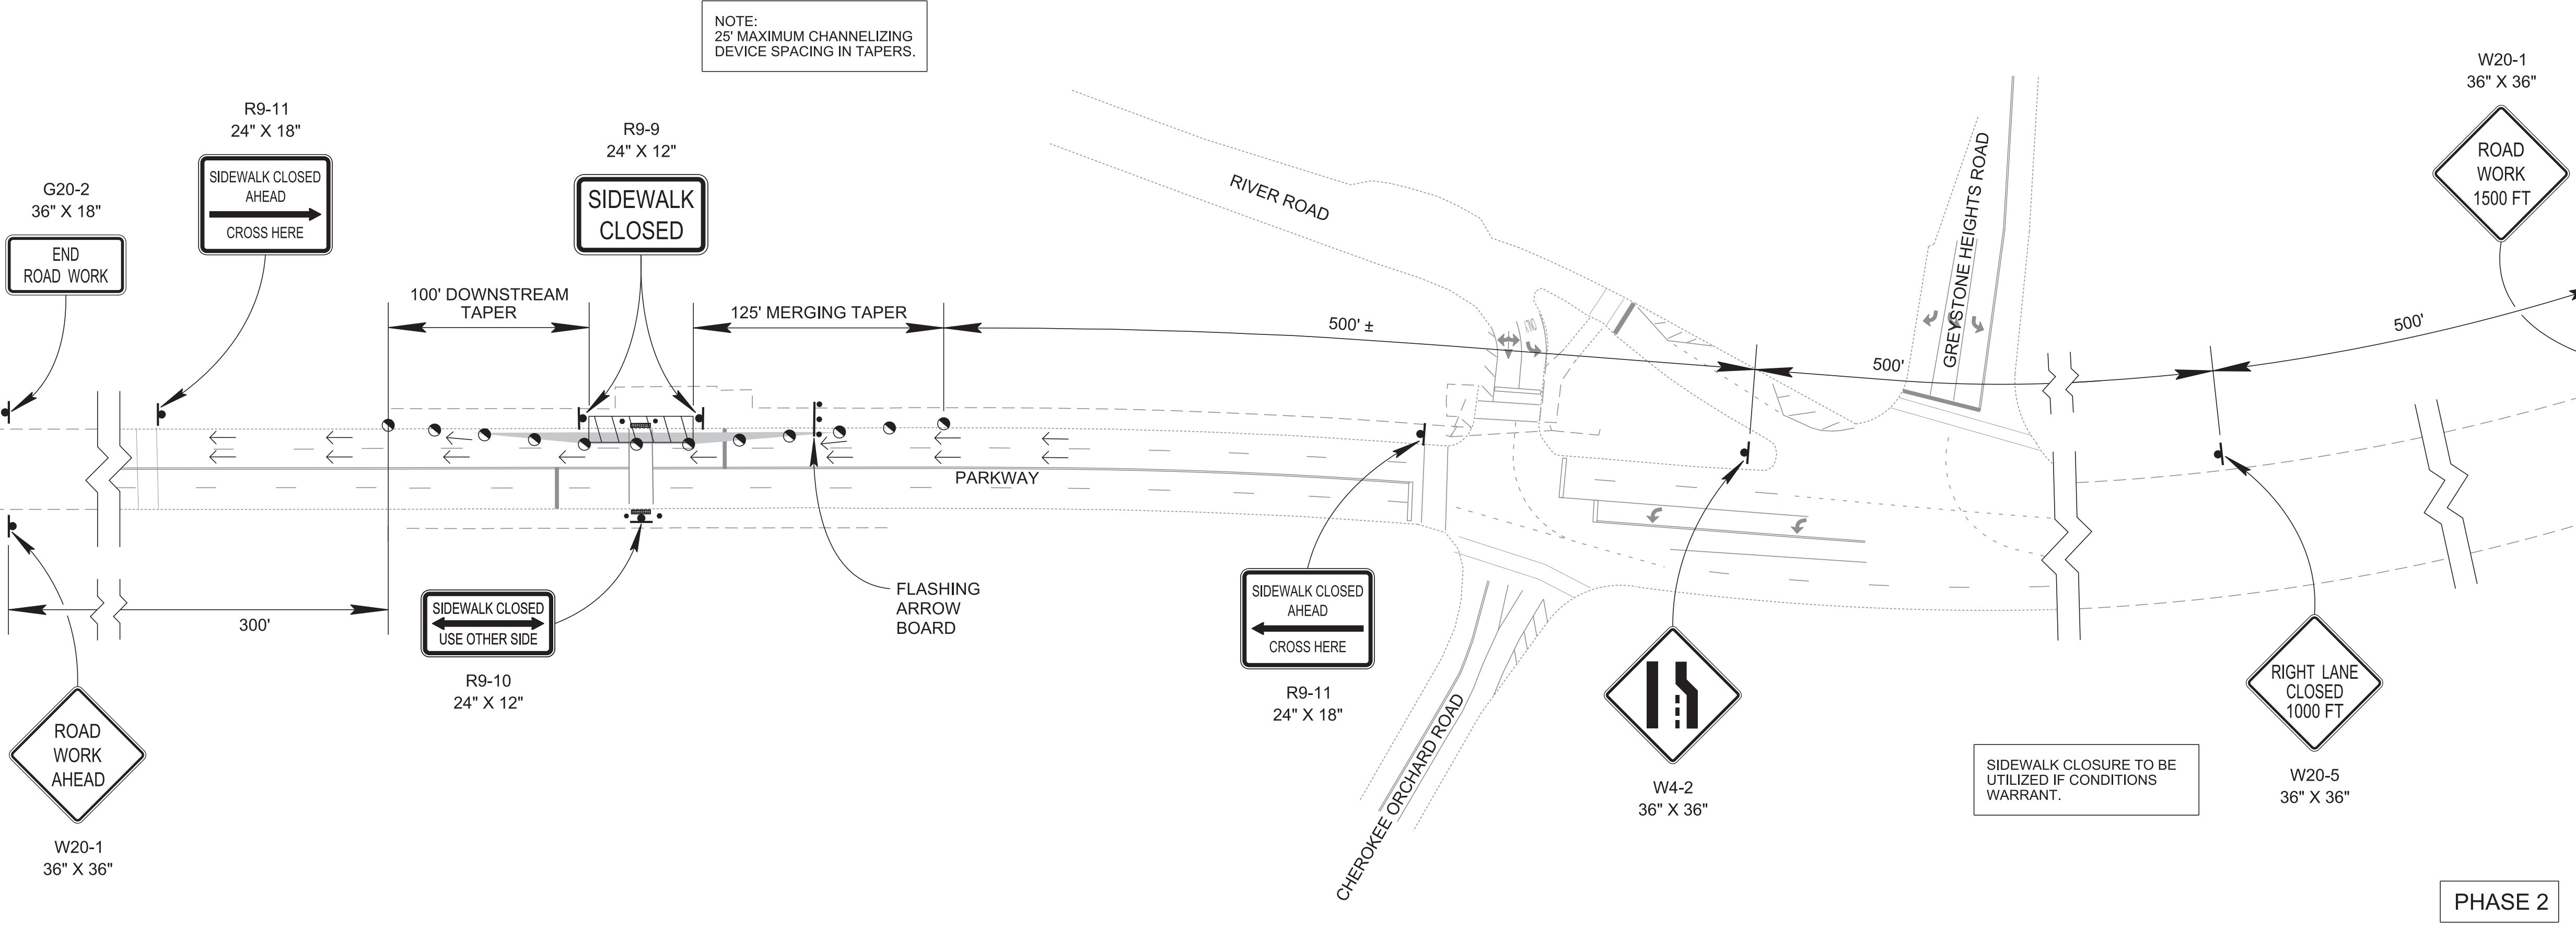 NOTE:
25' MAXIMUM CHANNELIZING
DEVICE SPACING IN TAPERS.
W20-1
36" X 36"
ROAD
WORK
1500 FT
R9-11
24" X 18"
SIDEWALK CLOSED
AHEAD
CROSS HERE
R9-9
24" X 12"
SIDEWALK
CLOSED
G20-2
36" X 18"
END
ROAD WORK
RIVER ROAD
GREYSTONE HEIGHTS ROAD
100' DOWNSTREAM
TAPER
125' MERGING TAPER
500' ±
500'
500'
ONLY
PARKWAY
FLASHING
ARROW
BOARD
300'
SIDEWALK CLOSED
USE OTHER SIDE
R9-10
24" X 12"
SIDEWALK CLOSED
AHEAD
CROSS HERE
R9-11
24" X 18"
CHEROKEE ORCHARD ROAD
W4-2
36" X 36"
RIGHT LANE
CLOSED
1000 FT
W20-5
36" X 36"
SIDEWALK CLOSURE TO BE
UTILIZED IF CONDITIONS
WARRANT.
ROAD
WORK
AHEAD
W20-1
36" X 36"
PHASE 2